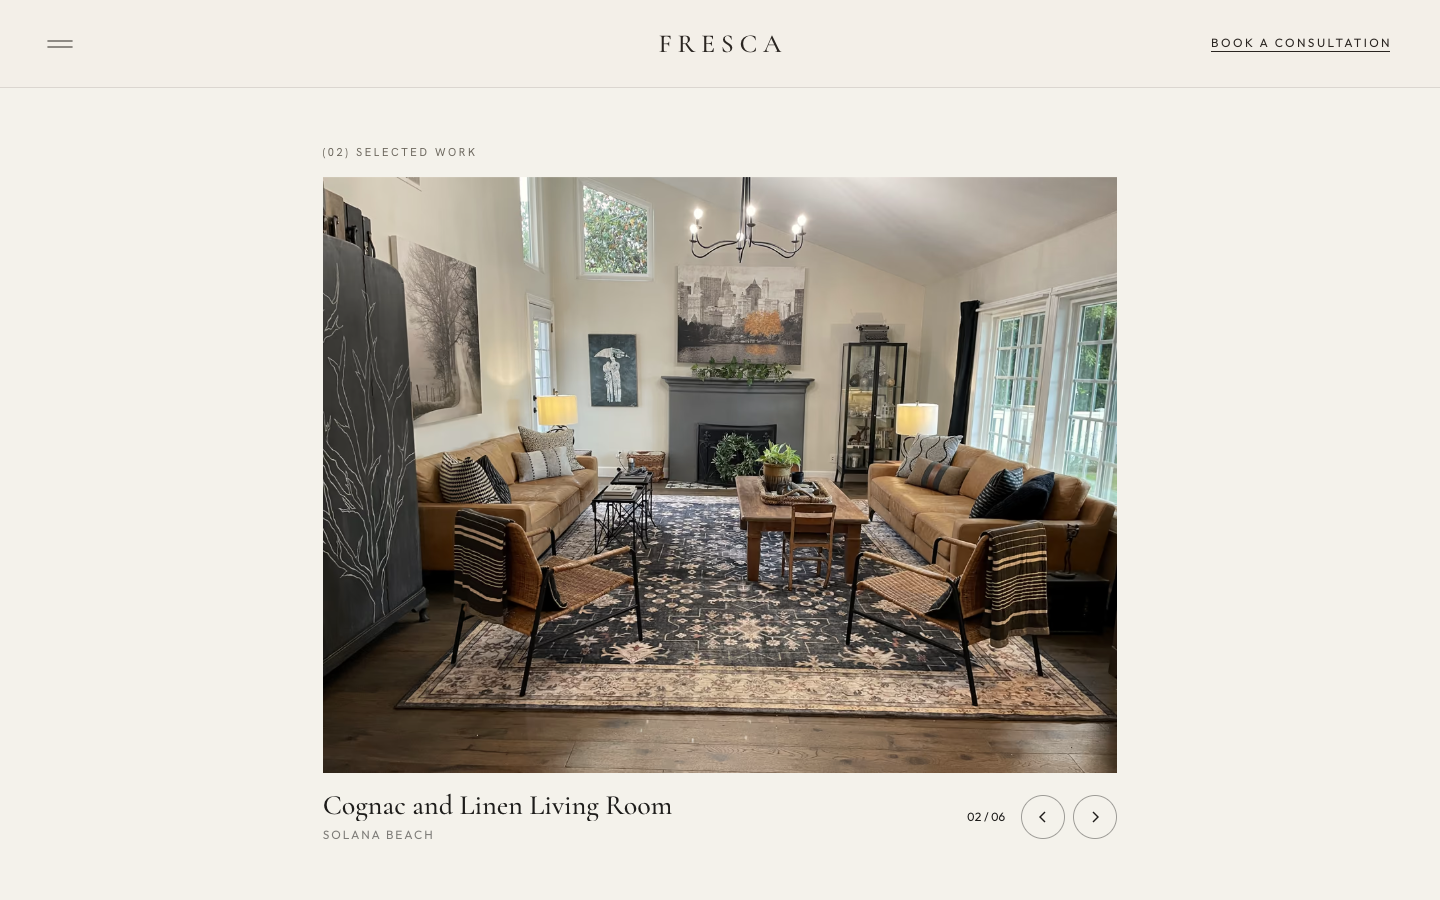 FRESCA
BOOK A CONSULTATION
(02) SELECTED WORK
Cognac and Linen Living Room
SOLANA BEACH
02 / 06